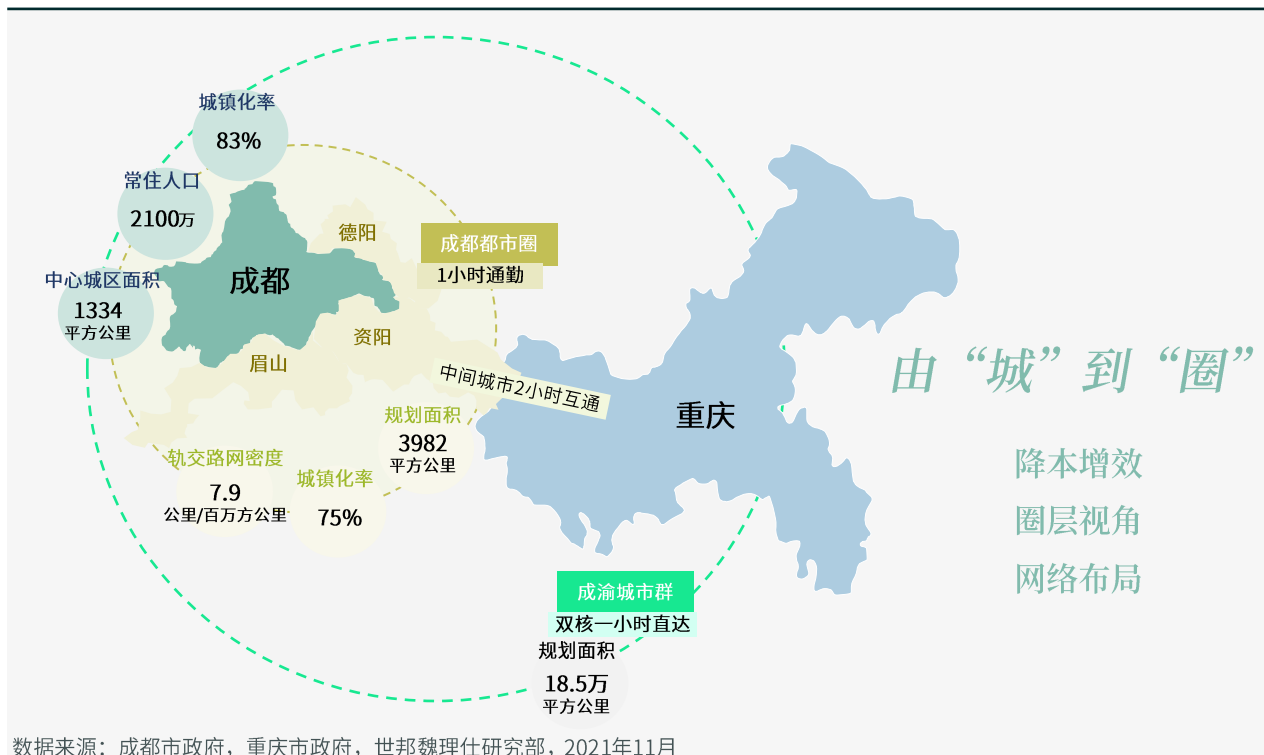 城镇化率
83%
常住人口
2100万
中心城区面积
1334
平方公里
成都
德阳
资阳
眉山
成都都市圈
1小时通勤
中间城市2小时互通
规划面积
3982
平方公里
轨交路网密度
7.9
公里/百万方公里
城镇化率
75%
重庆
成渝城市群
双核一小时直达
规划面积
18.5万
平方公里
由“城”到“圈”
降本增效
圈层视角
网络布局
数据来源：成都市政府，重庆市政府，世邦魏理仕研究部，2021年11月